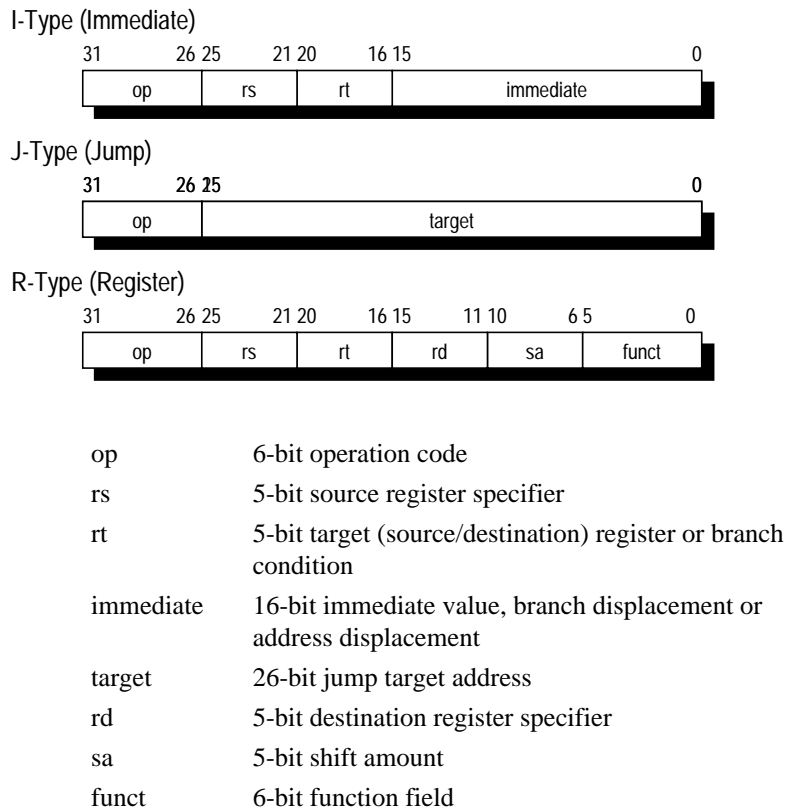 I-Type (Immediate)
31 26 25 21 20 16 15 0
op rs rt immediate
J-Type (Jump)
31 26 25 0
op target
R-Type (Register)
31 26 25 21 20 16 15 11 10 6 5 0
op rs rt rd sa funct
op 6-bit operation code
rs 5-bit source register specifier
rt 5-bit target (source/destination) register or branch
condition
immediate 16-bit immediate value, branch displacement or
address displacement
target 26-bit jump target address
rd 5-bit destination register specifier
sa 5-bit shift amount
funct 6-bit function field